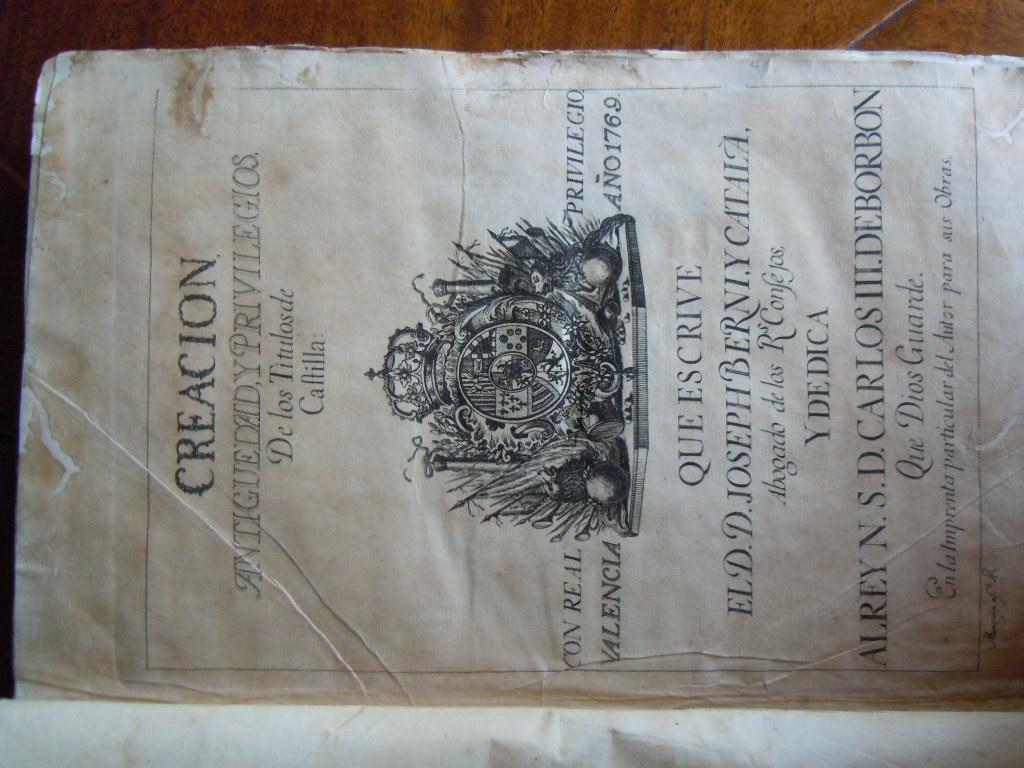 CREACION,
ANTIGUEDAD, Y PRIVILEGIOS,
De los Titulos de
Castilla:
CON REAL PRIVILEGIO
VALENCIA AÑO 1769.
QUE ESCRIVE
EL D. D. JOSEPH BERNI, Y CATALÀ,
Abogado de los Rs. Consejos,
Y DEDICA
AL REY N. S. D. CARLOS III. DE BORBON
Que Dios Guarde.
En la Imprenta particular del Autor para sus Obras.